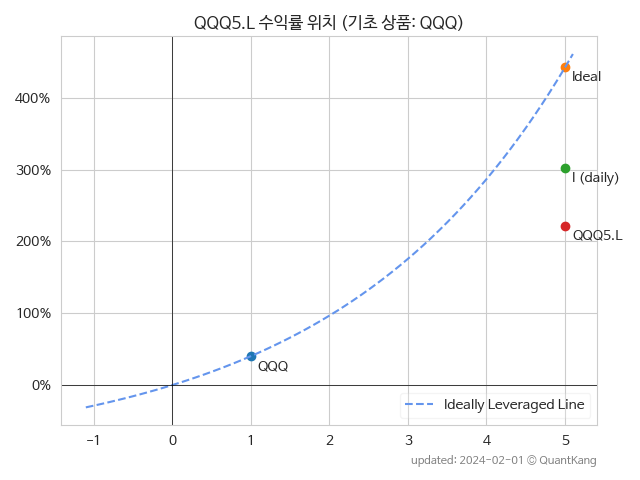 QQQ5.L 수익률 위치 (기초 상품: QQQ)
400%
300%
200%
100%
0%
Ideal
I (daily)
QQQ5.L
QQQ
Ideally Leveraged Line
−1 0 1 2 3 4 5
updated: 2024-02-01 © QuantKang